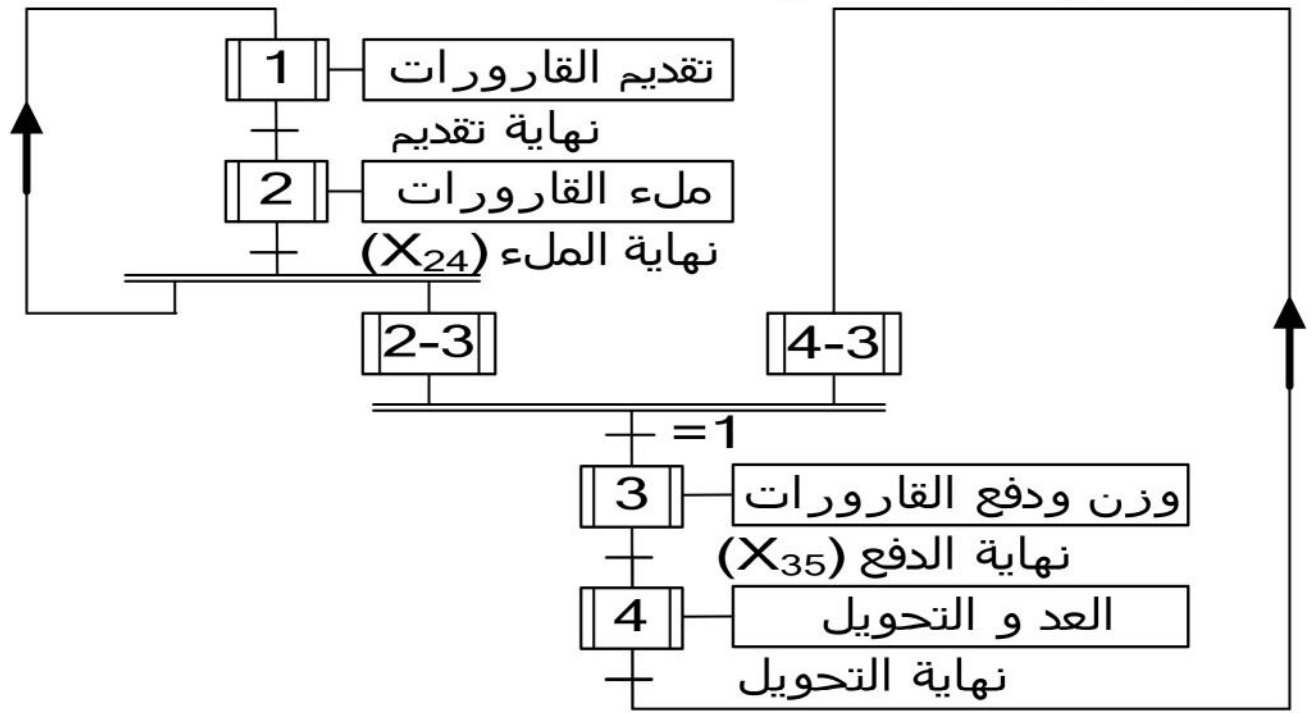 1 تقديم القارورات
نهاية تقديم
2 ملء القارورات
نهاية الملء (X24)
2-3
4-3
=1
3 وزن ودفع القارورات
نهاية الدفع (X35)
4 العد و التحويل
نهاية التحويل